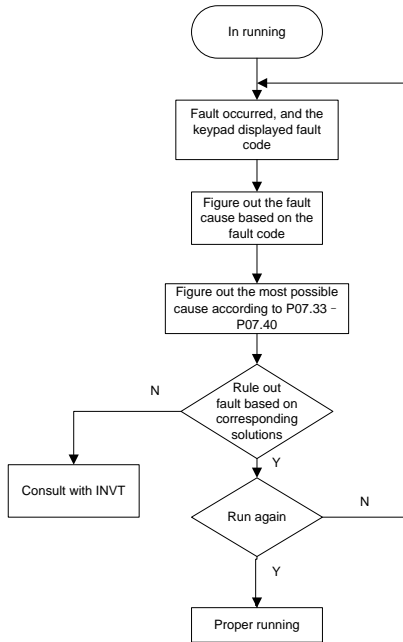 In running
Fault occurred, and the
keypad displayed fault
code
Figure out the fault
cause based on the
fault code
Figure out the most possible
cause according to P07.33﹣
P07.40
N
Rule out
fault based on
corresponding
solutions
Y
Consult with INVT
Run again
N
Y
Proper running